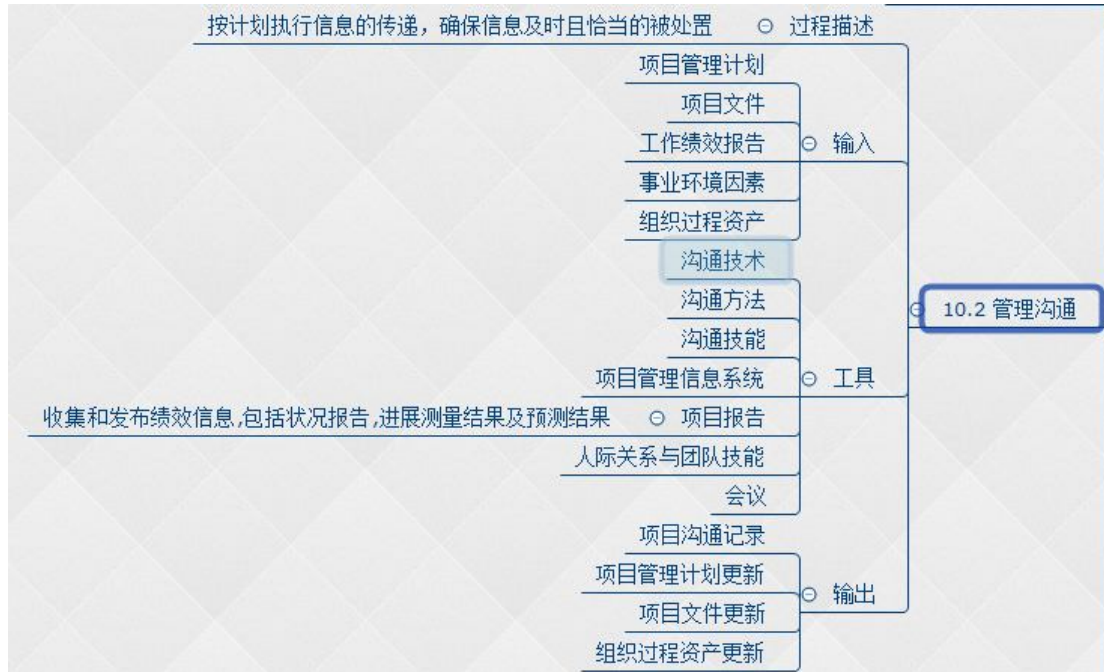 按计划执行信息的传递，确保信息及时且恰当的被处置
过程描述
项目管理计划
项目文件
工作绩效报告
事业环境因素
组织过程资产
输入
沟通技术
沟通方法
沟通技能
项目管理信息系统
收集和发布绩效信息,包括状况报告,进展测量结果及预测结果
项目报告
人际关系与团队技能
会议
工具
项目沟通记录
项目管理计划更新
项目文件更新
组织过程资产更新
输出
10.2 管理沟通